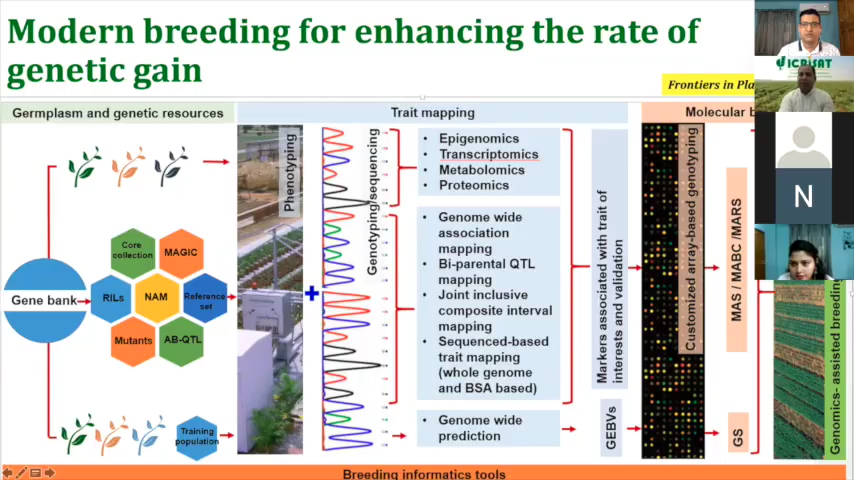 Modern breeding for enhancing the rate of
genetic gain
Frontiers in Pla
ICRISAT
Germplasm and genetic resources
Trait mapping
Molecular b
Phenotyping
Genotyping/sequencing
• Epigenomics
• Transcriptomics
• Metabolomics
• Proteomics
• Genome wide
association
mapping
• Bi-parental QTL
mapping
• Joint inclusive
composite interval
mapping
• Sequenced-based
trait mapping
(whole genome
and BSA based)
• Genome wide
prediction
Markers associated with trait of
interests and validation
GEBVs
Customized array-based genotyping
MAS / MABC /MARS
GS
Genomics- assisted breeding
N
Gene bank
Core
collection
MAGIC
RILs
NAM
Reference
set
Mutants
AB-QTL
Training
population
Breeding informatics tools